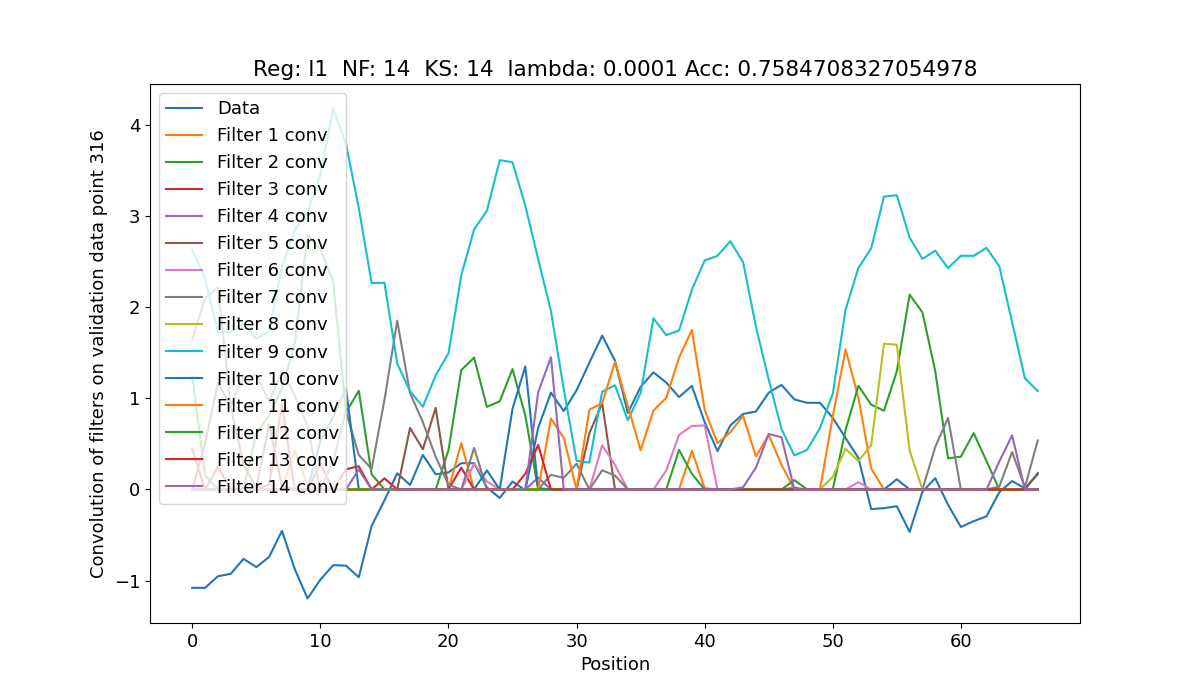 Reg: l1 NF: 14 KS: 14 lambda: 0.0001 Acc: 0.7584708327054978
Convolution of filters on validation data point 316
4
3
2
1
0
−1
Data
Filter 1 conv
Filter 2 conv
Filter 3 conv
Filter 4 conv
Filter 5 conv
Filter 6 conv
Filter 7 conv
Filter 8 conv
Filter 9 conv
Filter 10 conv
Filter 11 conv
Filter 12 conv
Filter 13 conv
Filter 14 conv
0 10 20 30 40 50 60
Position